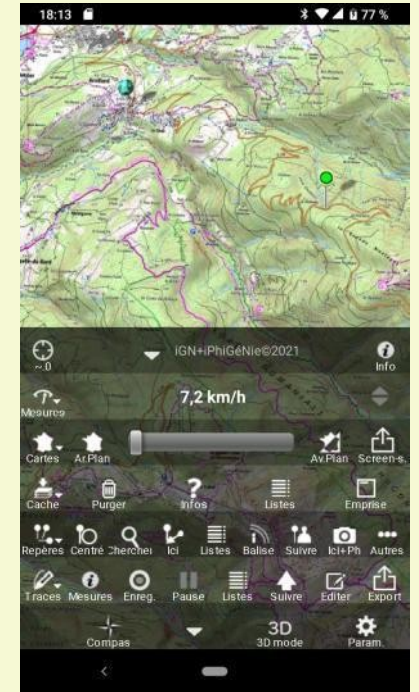 18:13 77 %
IGN+iPhiGéNie©2021
~.0 Info
Mesures 7,2 km/h
Cartes Ar.Plan Av.Plan Screen-s.
Cache Purger Infos Listes Emprise
Repères Centré Chercher Ici Listes Balise Suivre Ici+Ph Autres
Traces Mesures Enreg. Pause Listes Suivre Editer Export
3D
Compas 3D mode Param.